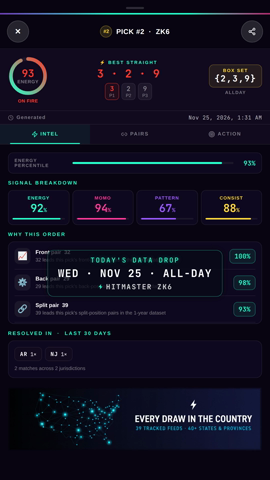 ✕ #2 PICK #2 · ZK6
93
ENERGY
ON FIRE
⚡ BEST STRAIGHT
3 · 2 · 9
3 2 9
P1 P2 P3
BOX SET
{2,3,9}
ALLDAY
Generated Nov 25, 2026, 1:31 AM
INTEL PAIRS ACTION
ENERGY PERCENTILE 93%
SIGNAL BREAKDOWN
ENERGY MOMO PATTERN CONSIST
92% 94% 67% 88%
WHY THIS ORDER
Front pair 32
100%
TODAY'S DATA DROP
WED · NOV 25 · ALL-DAY
⚡ HITMASTER ZK6
Back
98%
Split pair 39
39 leads this pick's split-position pairs in the 1-year dataset
93%
RESOLVED IN · LAST 30 DAYS
AR 1× NJ 1×
2 matches across 2 jurisdictions
EVERY DRAW IN THE COUNTRY
39 TRACKED FEEDS · 40+ STATES & PROVINCES